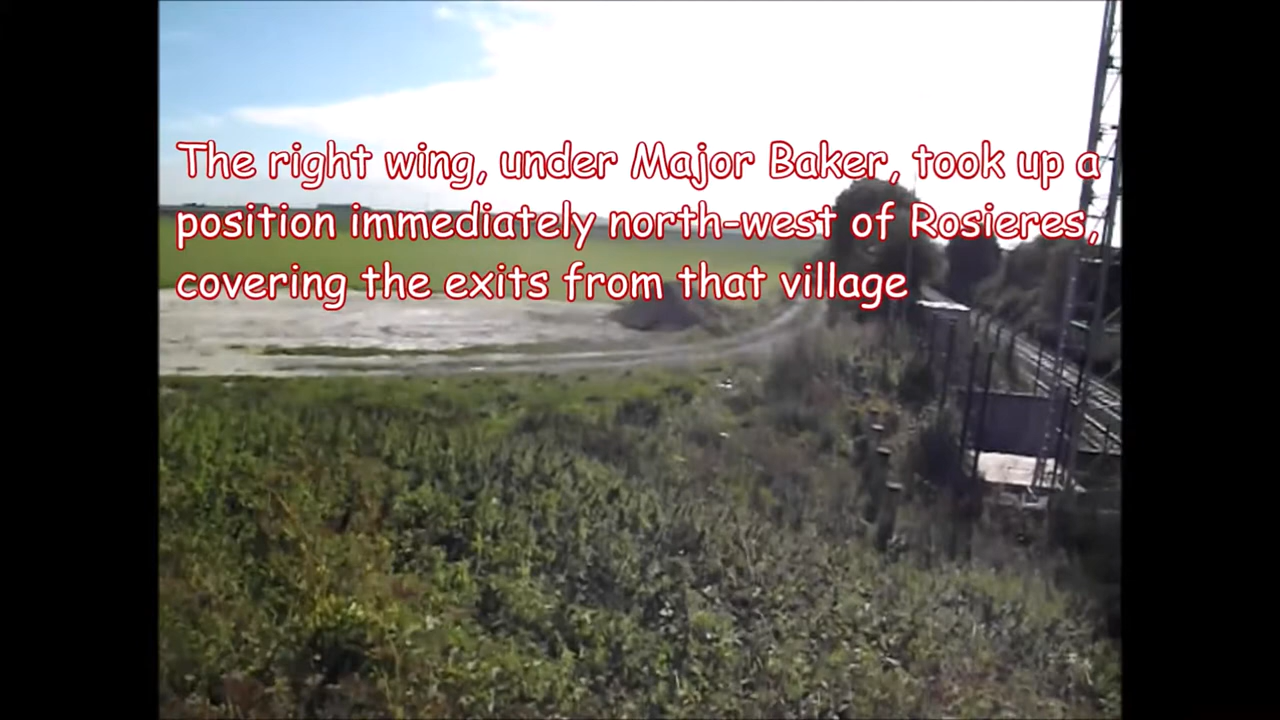 The right wing, under Major Baker, took up a
position immediately north-west of Rosieres,
covering the exits from that village